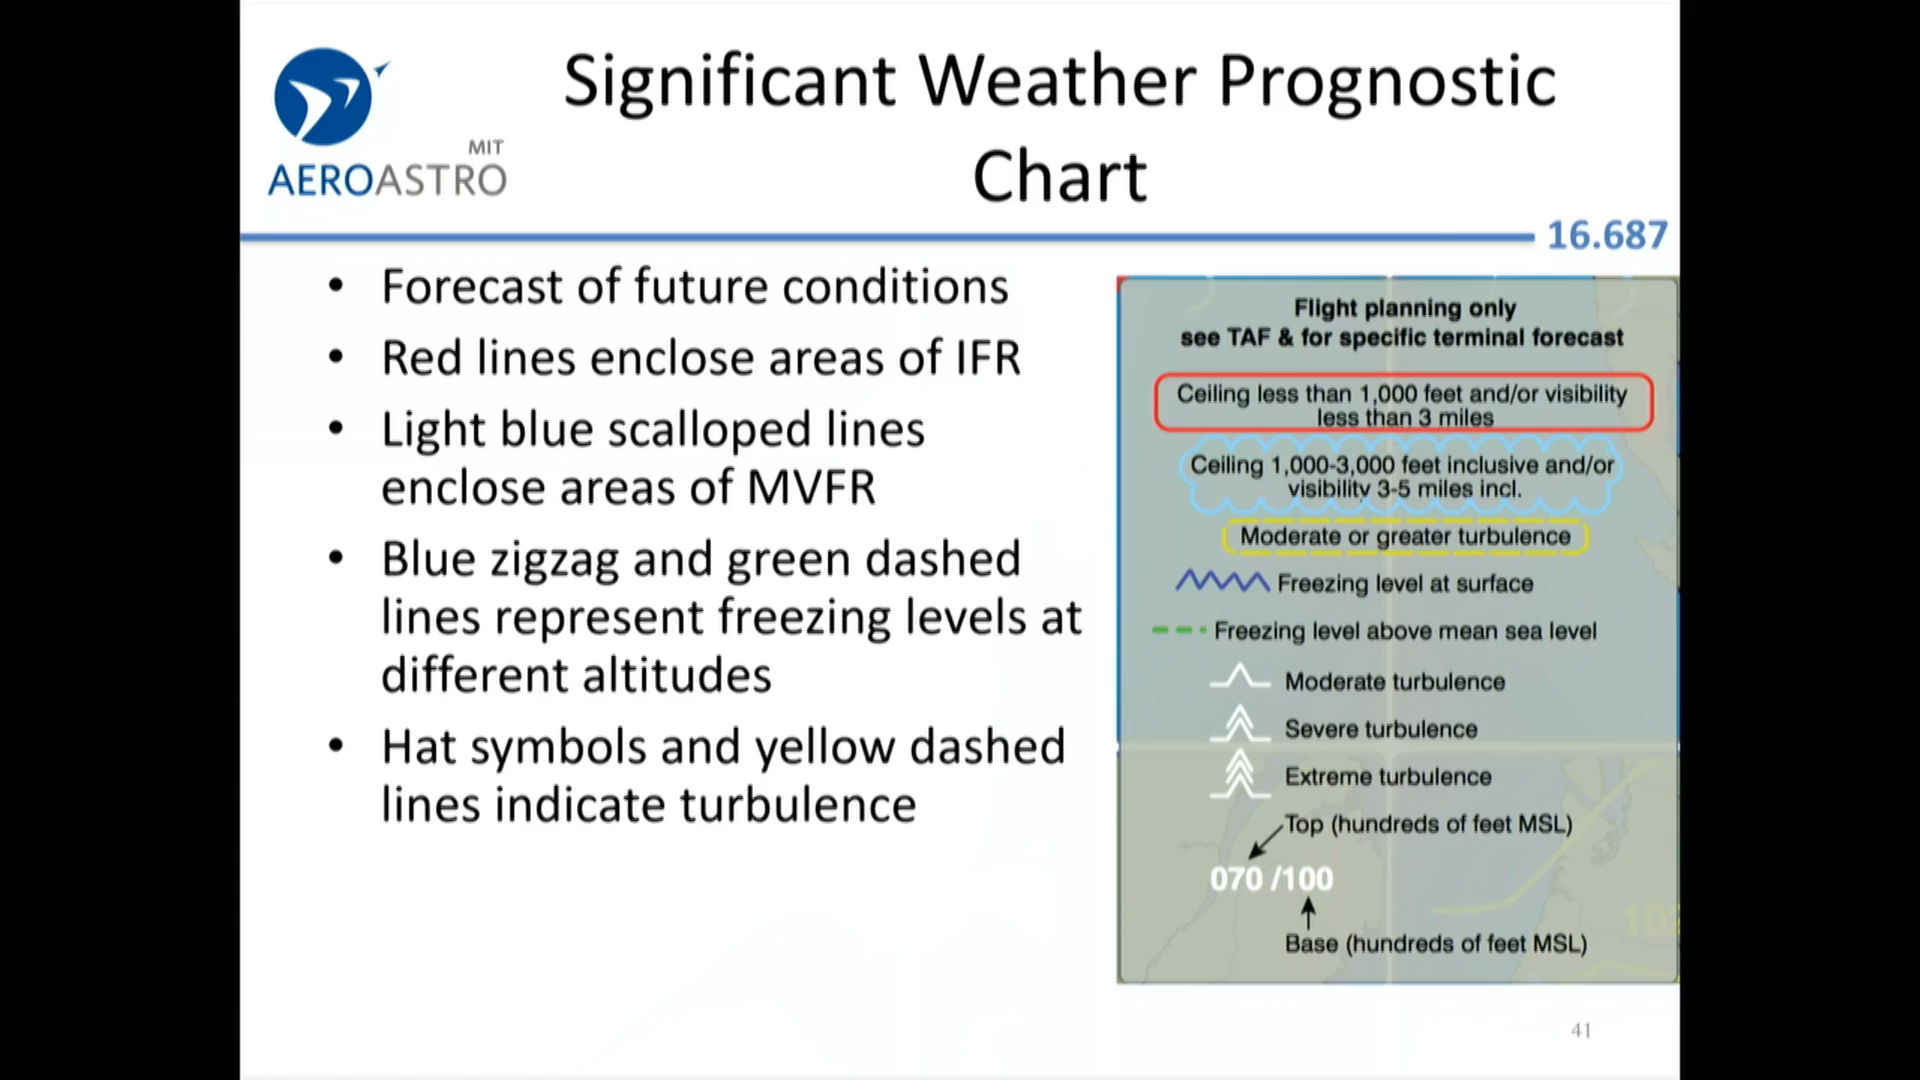 MIT
AEROASTRO
Significant Weather Prognostic
Chart
16.687
• Forecast of future conditions
• Red lines enclose areas of IFR
• Light blue scalloped lines
enclose areas of MVFR
• Blue zigzag and green dashed
lines represent freezing levels at
different altitudes
• Hat symbols and yellow dashed
lines indicate turbulence
Flight planning only
see TAF & for specific terminal forecast
Ceiling less than 1,000 feet and/or visibility
less than 3 miles
Ceiling 1,000-3,000 feet inclusive and/or
visibility 3-5 miles incl.
Moderate or greater turbulence
Freezing level at surface
Freezing level above mean sea level
Moderate turbulence
Severe turbulence
Extreme turbulence
Top (hundreds of feet MSL)
070 /100
Base (hundreds of feet MSL)
41